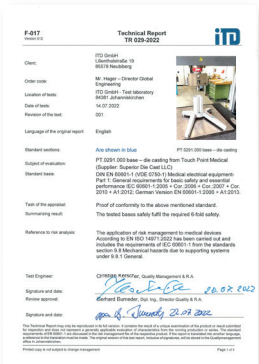 F-017
Version 012
Technical Report
TR 029-2022
ITD
Client:
ITD GmbH
Lilienthalstraße 19
85579 Neubiberg
Order code:
Mr. Hager – Director Global
Engineering
Location of tests:
ITD GmbH - Test laboratory
84381 Johanniskirchen
Date of tests:
14.07.2022
Revision of the test:
001
Language of the original report:
English
Standard sections:
Are shown in blue
PT 0291.000 base – die casting
Subject of evaluation:
PT.0291.000 base – die casting from Touch Point Medical
(Supplier: Superior Die Cast LLC)
Standard basis:
DIN EN 60601-1 (VDE 0750-1) Medical electrical equipment-
Part 1: General requirements for basic safety and essential
performance IEC 60601-1:2005 + Cor.:2006 + Cor.:2007 + Cor.
2010 + A1:2012; German Version EN 60601-1:2006 + A1:2013.
Task of the appraisal:
Proof of conformity to the above mentioned standard.
Summarizing result:
The tested bases safely fulfil the required 6-fold safety.
Reference to risk analysis:
The application of risk management to medical devices
According to EN ISO 14971:2022 has been carried out and
includes the requirements of IEC 60601-1 from the standards
section 9.8 Mechanical hazards due to supporting systems
under 9.8.1 General.
Test Engineer:
Quality Management & R.A.
Signature and date:
20.07.2022
Review approval:
Gerhard Bumeder, Dipl. Ing., Director Quality & R.A.
Signature and date:
22.07.2022
Printed copy is not subject to change management
Page 1 of 5